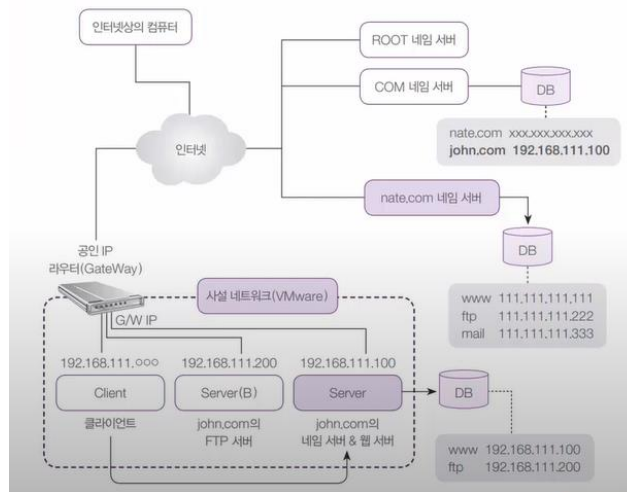 인터넷상의 컴퓨터
ROOT 네임 서버
COM 네임 서버
DB
nate.com xxx.xxx.xxx.xxx
john.com 192.168.111.100
인터넷
nate.com 네임 서버
DB
공인 IP
라우터(GateWay)
사설 네트워크(VMware)
www 111.111.111.111
ftp 111.111.111.222
mail 111.111.111.333
G/W IP
192.168.111.○○○
192.168.111.200
192.168.111.100
Client
Server(B)
Server
DB
클라이언트
john.com의
FTP 서버
john.com의
네임 서버 & 웹 서버
www 192.168.111.100
ftp 192.168.111.200